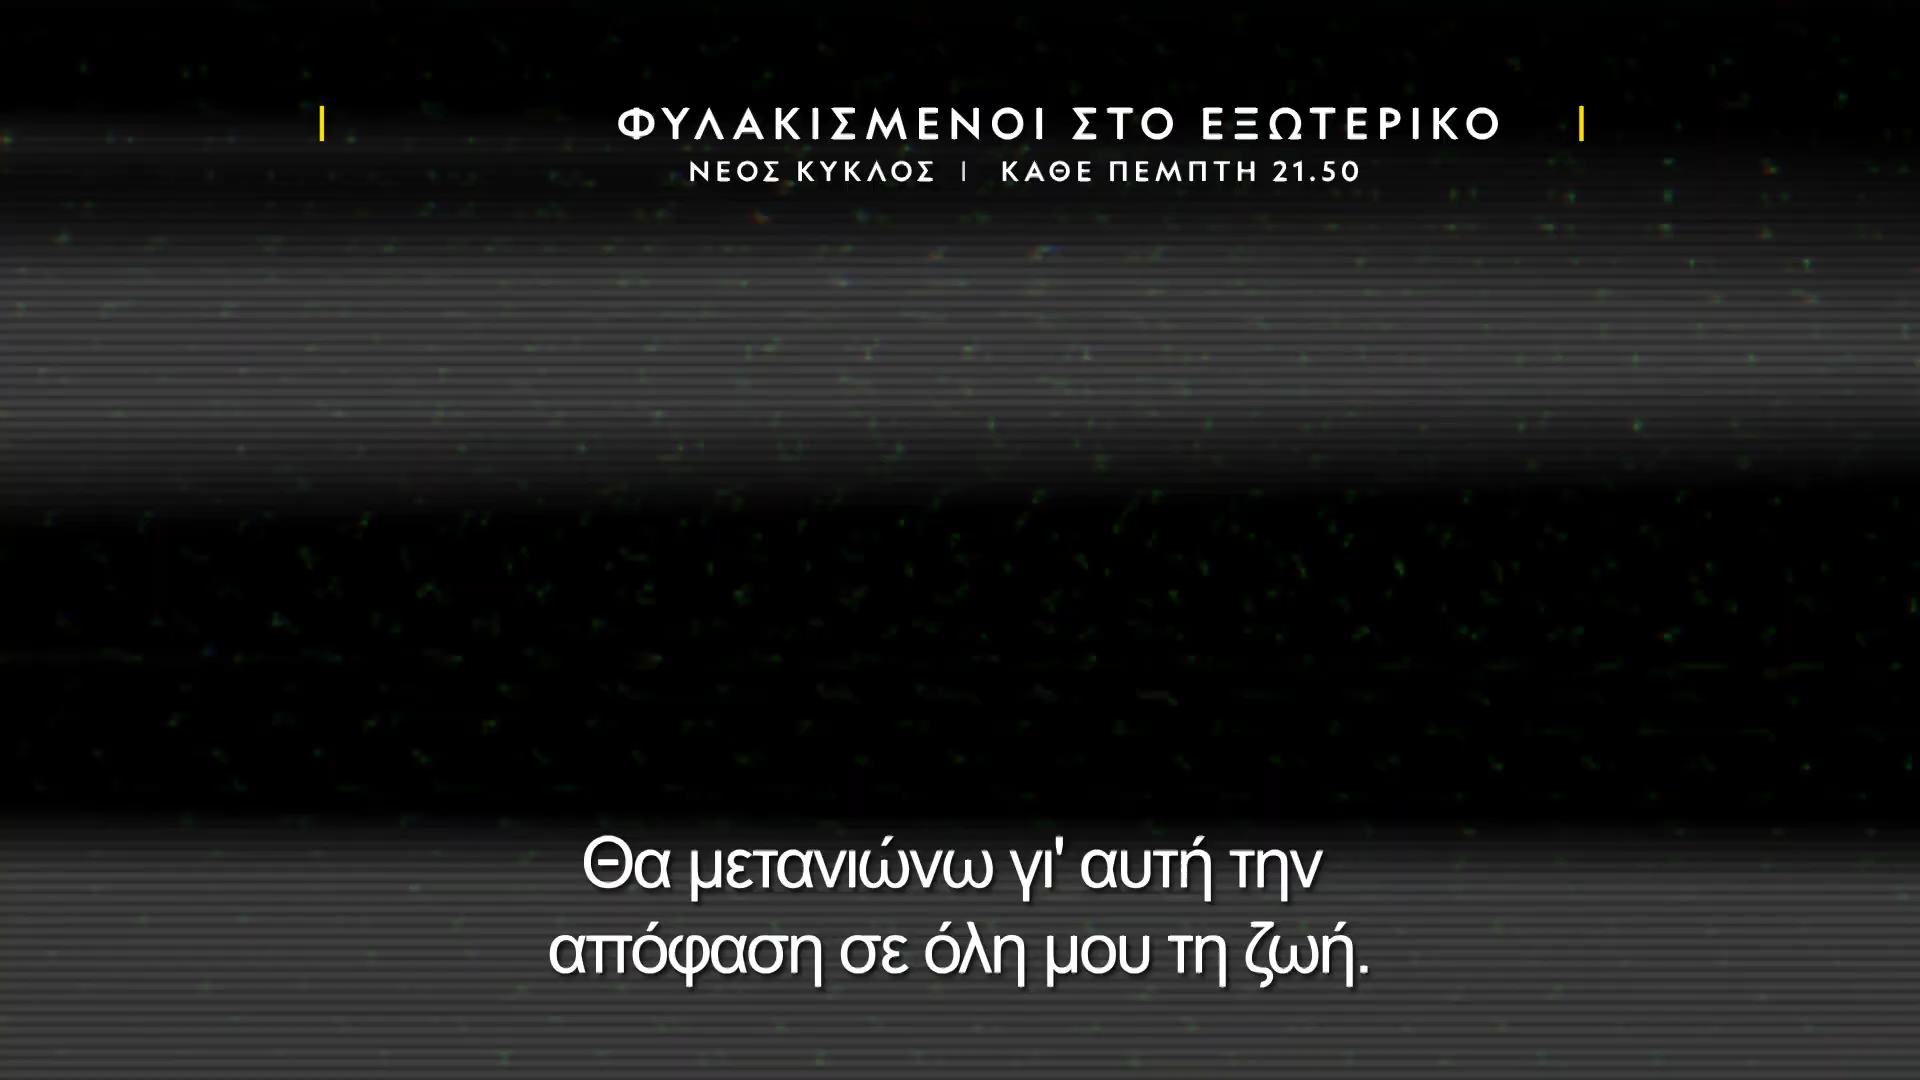 ΦΥΛΑΚΙΣΜΕΝΟΙ ΣΤΟ ΕΞΩΤΕΡΙΚΟ
ΝΕΟΣ ΚΥΚΛΟΣ | ΚΑΘΕ ΠΕΜΠΤΗ 21.50
Θα μετανιώνω γι' αυτή την
απόφαση σε όλη μου τη ζωή.